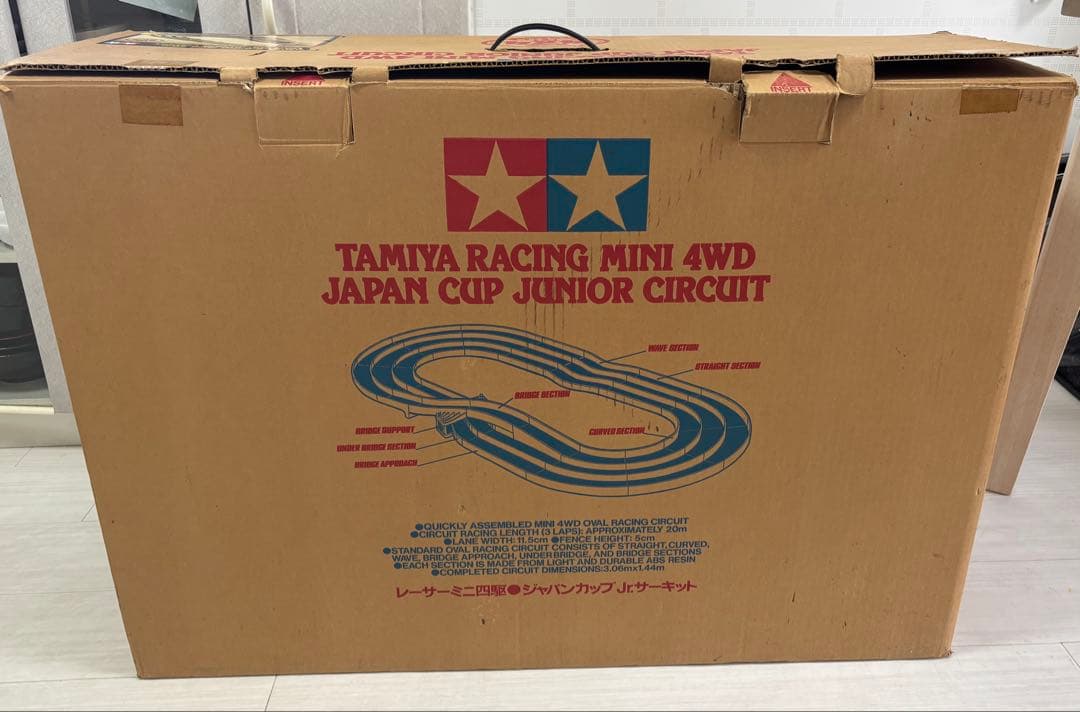 INSERT
INSERT
TAMIYA RACING MINI 4WD
JAPAN CUP JUNIOR CIRCUIT
WAVE SECTION
STRAIGHT SECTION
BRIDGE SECTION
BRIDGE SUPPORT
CURVED SECTION
UNDER BRIDGE SECTION
BRIDGE APPROACH
●QUICKLY ASSEMBLED MINI 4WD OVAL RACING CIRCUIT
●CIRCUIT RACING LENGTH (3 LAPS): APPROXIMATELY 20m
●LANE WIDTH: 11.5cm ●FENCE HEIGHT: 5cm
●STANDARD OVAL RACING CIRCUIT CONSISTS OF STRAIGHT, CURVED,
WAVE, BRIDGE APPROACH, UNDER BRIDGE, AND BRIDGE SECTIONS
●EACH SECTION IS MADE FROM LIGHT AND DURABLE ABS RESIN
●COMPLETED CIRCUIT DIMENSIONS:3.06m×1.44m
レーサーミニ四駆●ジャパンカップJr.サーキット